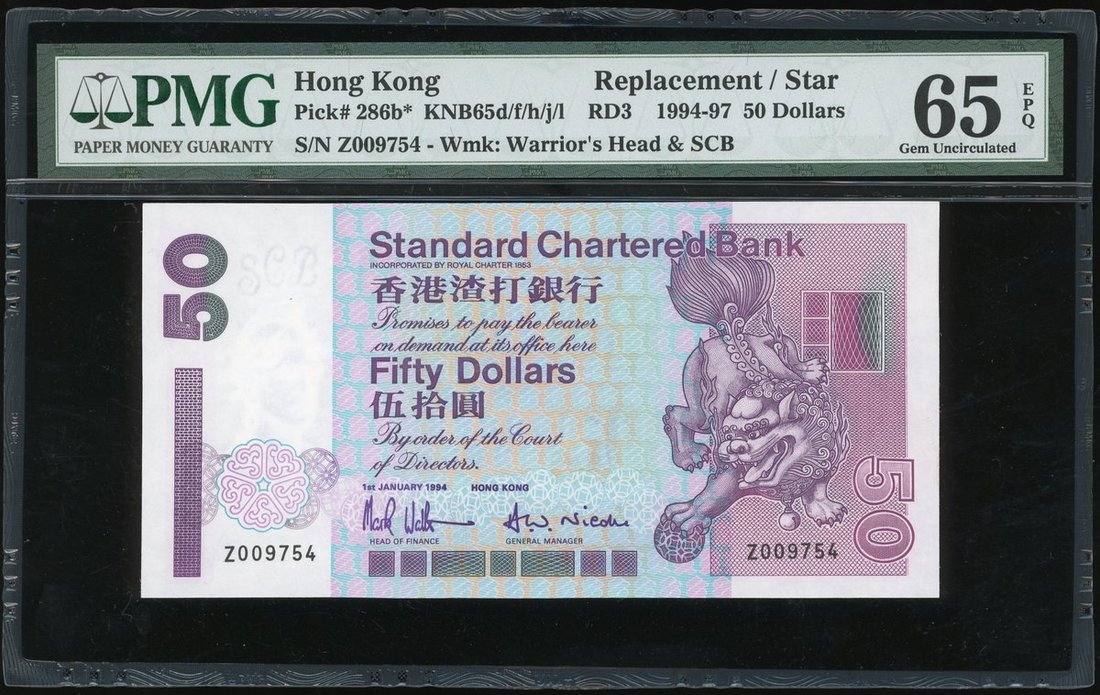 PMG
PAPER MONEY GUARANTY
Hong Kong Replacement / Star
Pick# 286b* KNB65d/f/h/j/l RD3 1994-97 50 Dollars
S/N Z009754 - Wmk: Warrior's Head & SCB
65 EPQ
Gem Uncirculated
50
SCB
Standard Chartered Bank
INCORPORATED BY ROYAL CHARTER 1853
香港渣打銀行
Promises to pay the bearer
on demand at its office here
Fifty Dollars
伍拾圓
By order of the Court
of Directors.
1st JANUARY 1994 HONG KONG
HEAD OF FINANCE GENERAL MANAGER
Z009754 Z009754
50